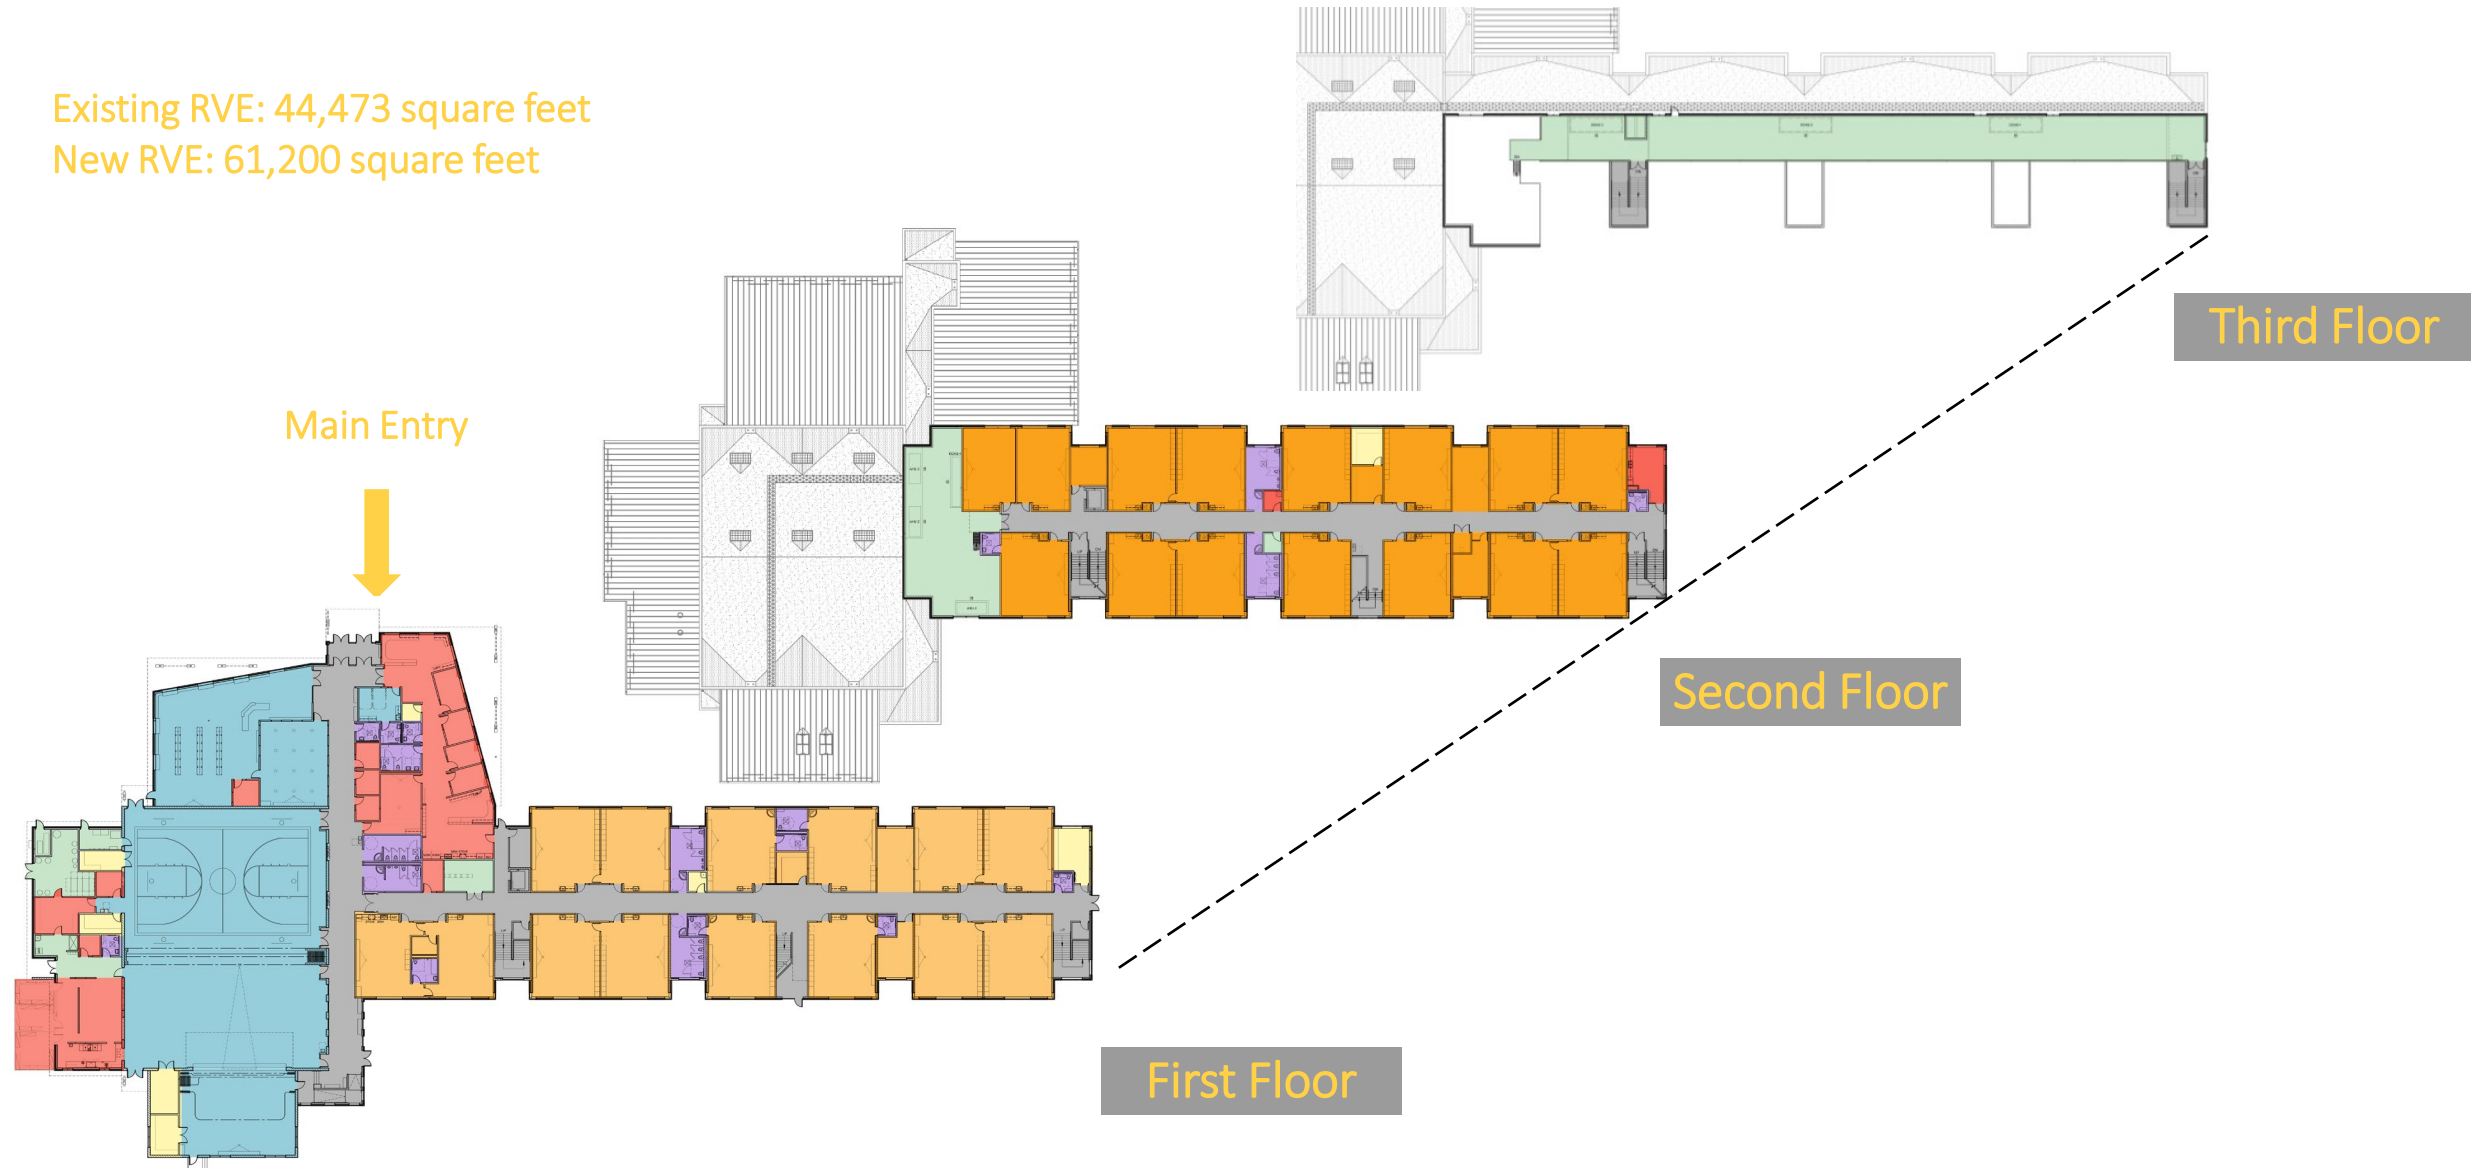 Existing RVE: 44,473 square feet
New RVE: 61,200 square feet
Third Floor
Main Entry
Second Floor
First Floor